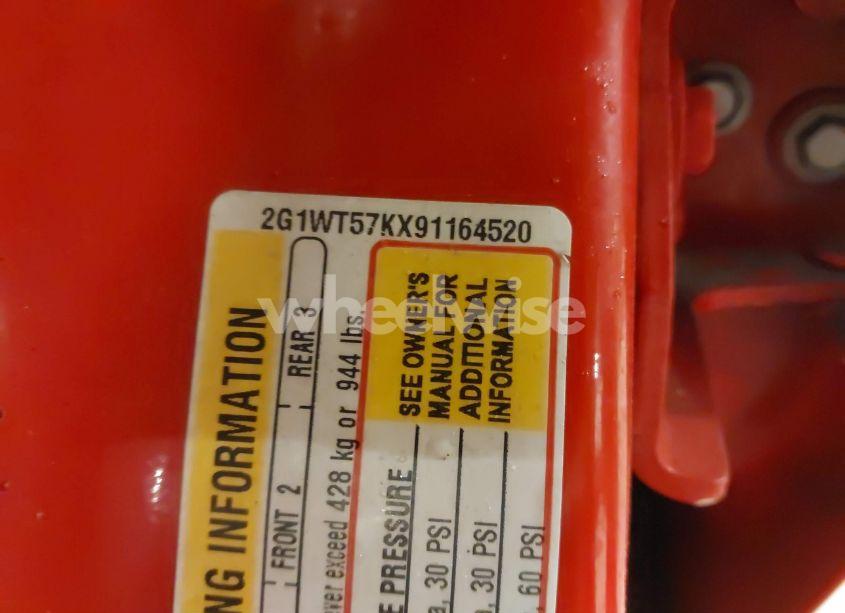 2G1WT57KX91164520
NG INFORMATION
FRONT 2 REAR 3
ver exceed 428 kg or 944 lbs.
E PRESSURE
SEE OWNER'S
MANUAL FOR
ADDITIONAL
INFORMATION
a, 30 PSI
a, 30 PSI
, 60 PSI
wheelwise